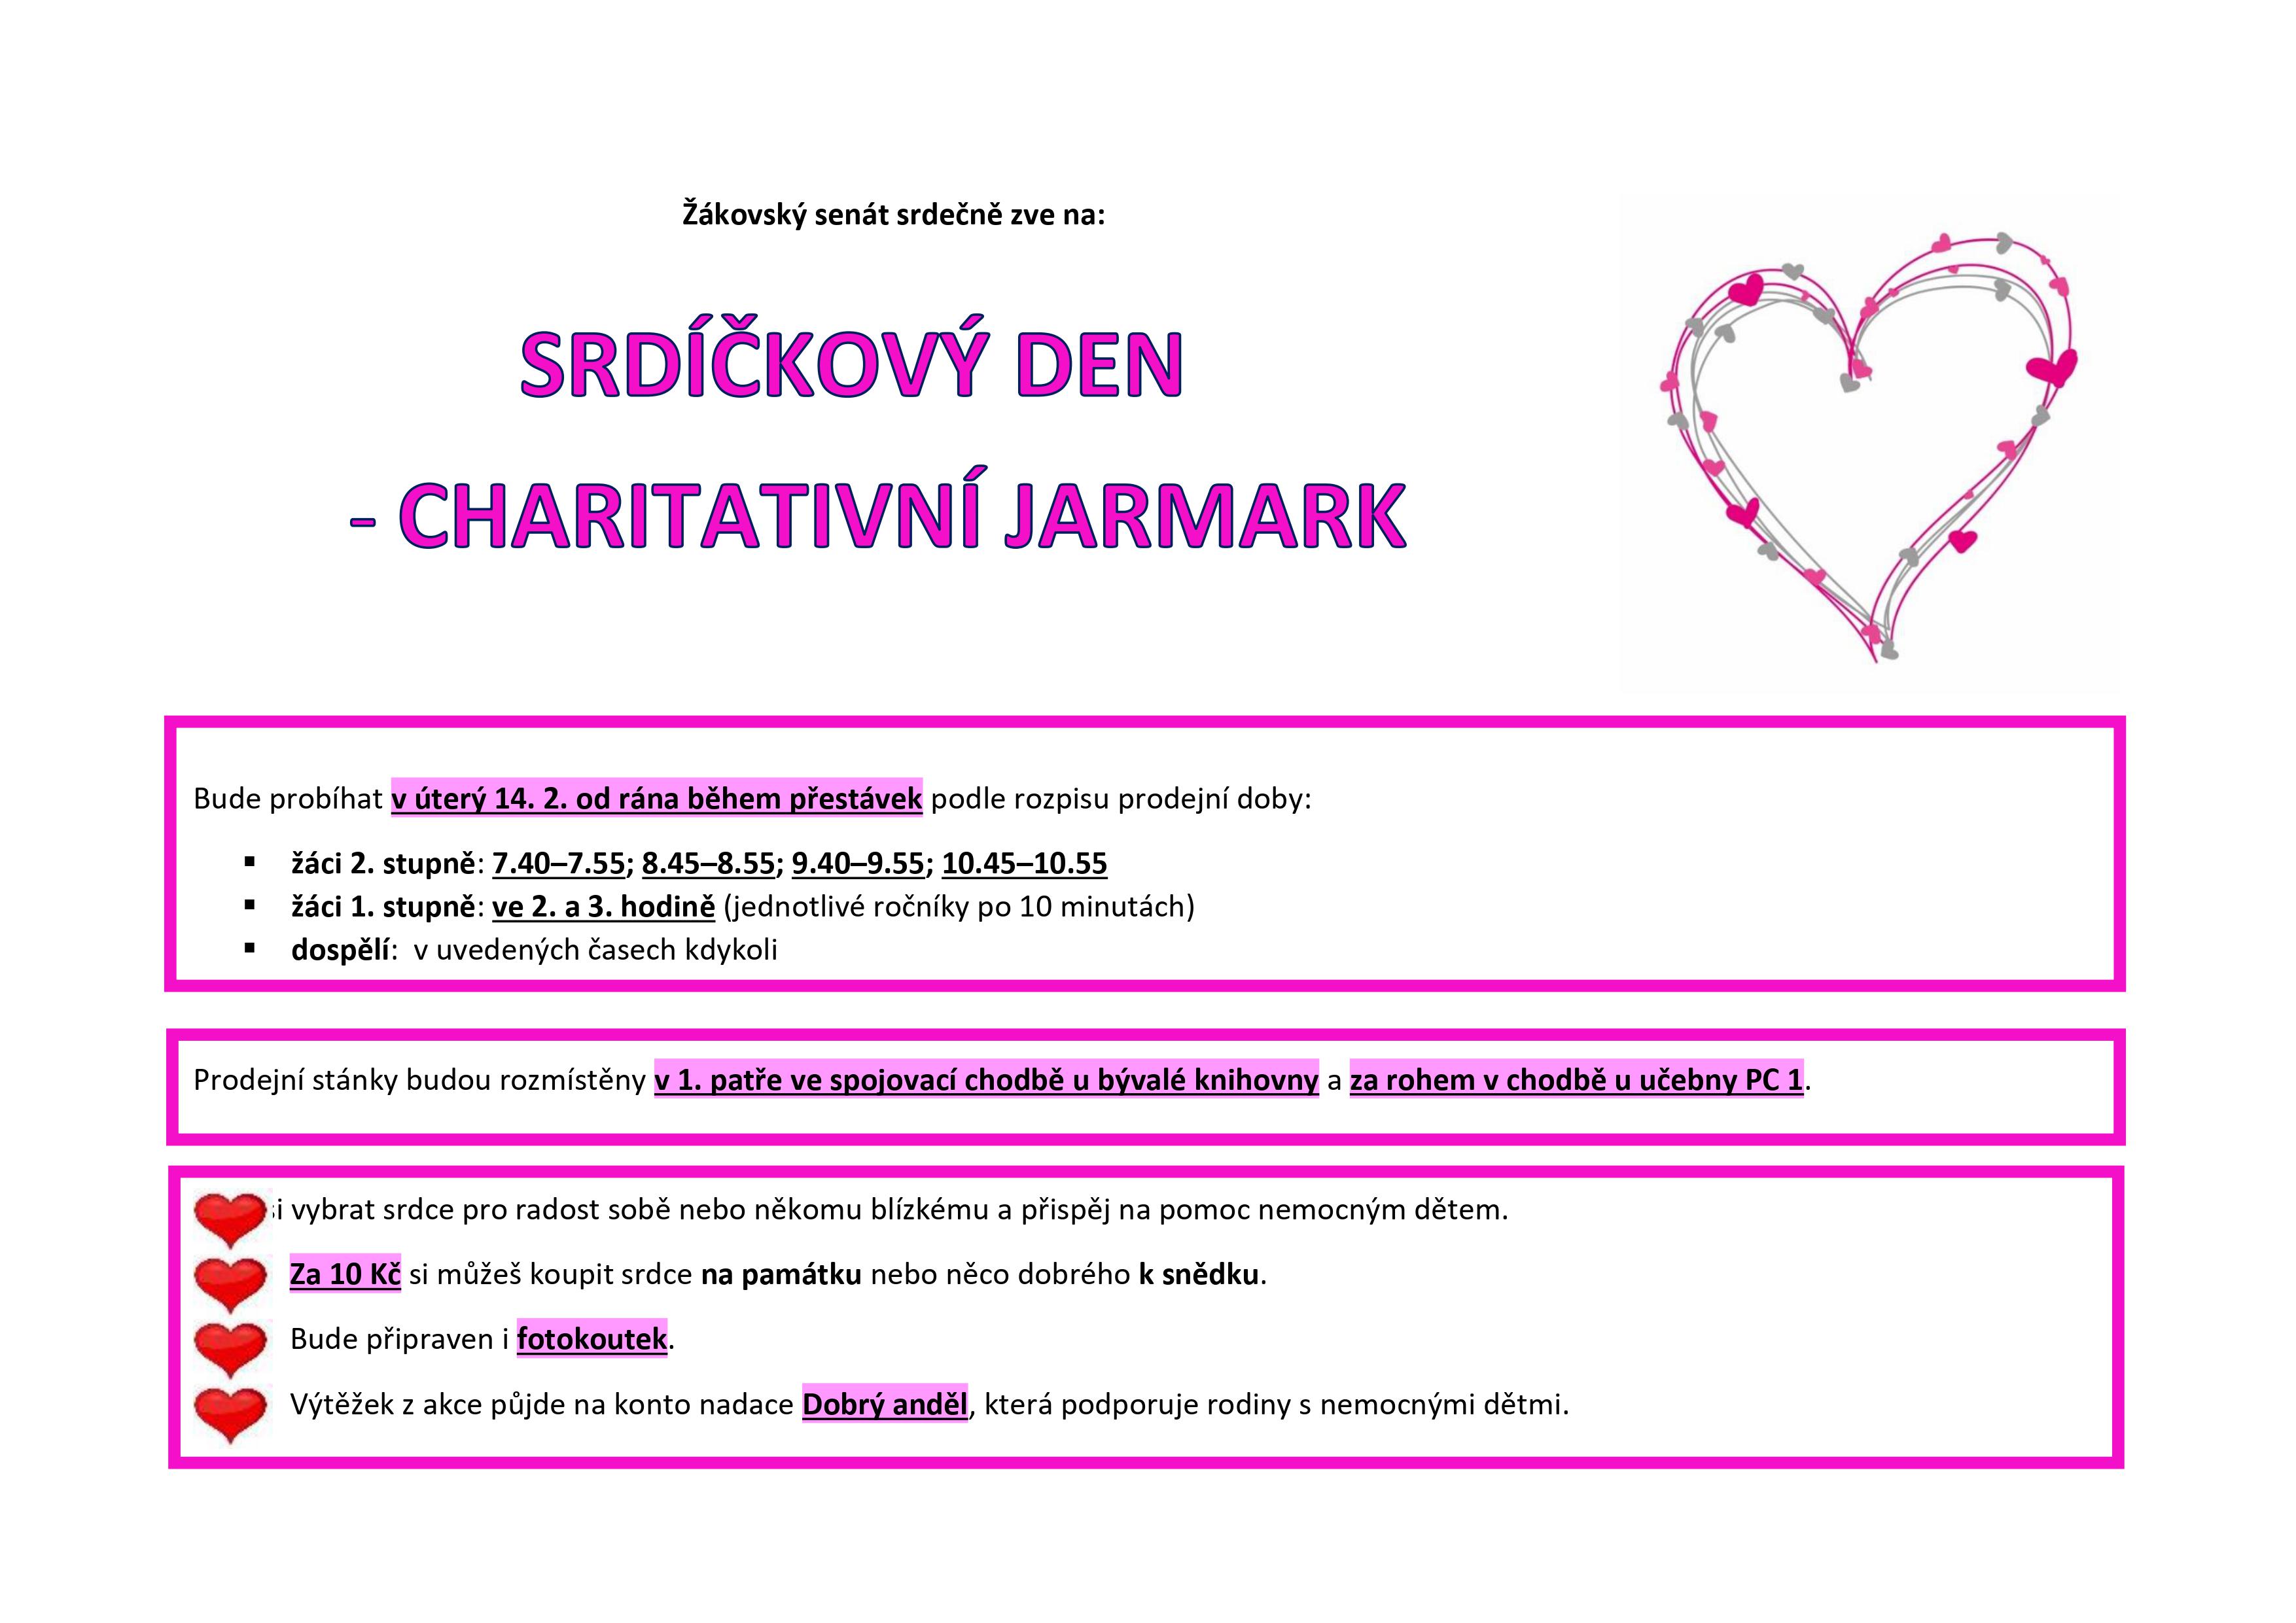 Žákovský senát srdečně zve na:
SRDÍČKOVÝ DEN
- CHARITATIVNÍ JARMARK
Bude probíhat v úterý 14. 2. od rána během přestávek podle rozpisu prodejní doby:
▪ žáci 2. stupně: 7.40–7.55; 8.45–8.55; 9.40–9.55; 10.45–10.55
▪ žáci 1. stupně: ve 2. a 3. hodině (jednotlivé ročníky po 10 minutách)
▪ dospělí: v uvedených časech kdykoli
Prodejní stánky budou rozmístěny v 1. patře ve spojovací chodbě u bývalé knihovny a za rohem v chodbě u učebny PC 1.
vybrat srdce pro radost sobě nebo někomu blízkému a přispěj na pomoc nemocným dětem.
Za 10 Kč si můžeš koupit srdce na památku nebo něco dobrého k snědku.
Bude připraven i fotokoutek.
Výtěžek z akce půjde na konto nadace Dobrý anděl, která podporuje rodiny s nemocnými dětmi.